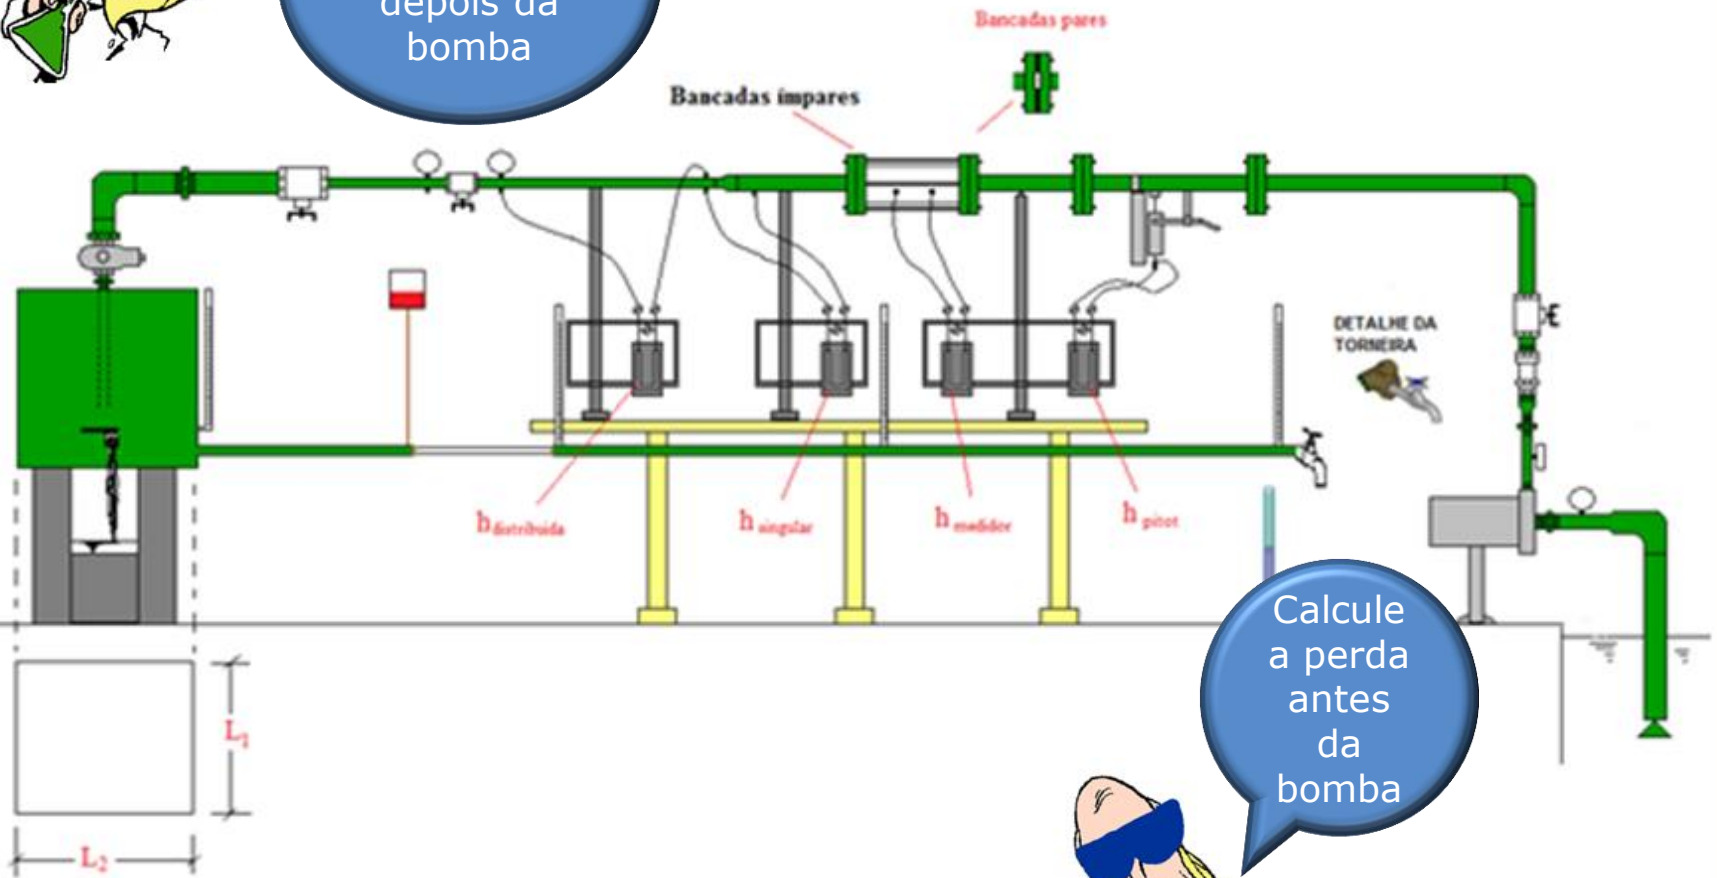 depois da
bomba
Bancadas pares
Bancadas ímpares
DETALHE DA
TORNEIRA
h distribuida
h singular
h medidor
h pitot
Calcule
a perda
antes
da
bomba
L1
L2